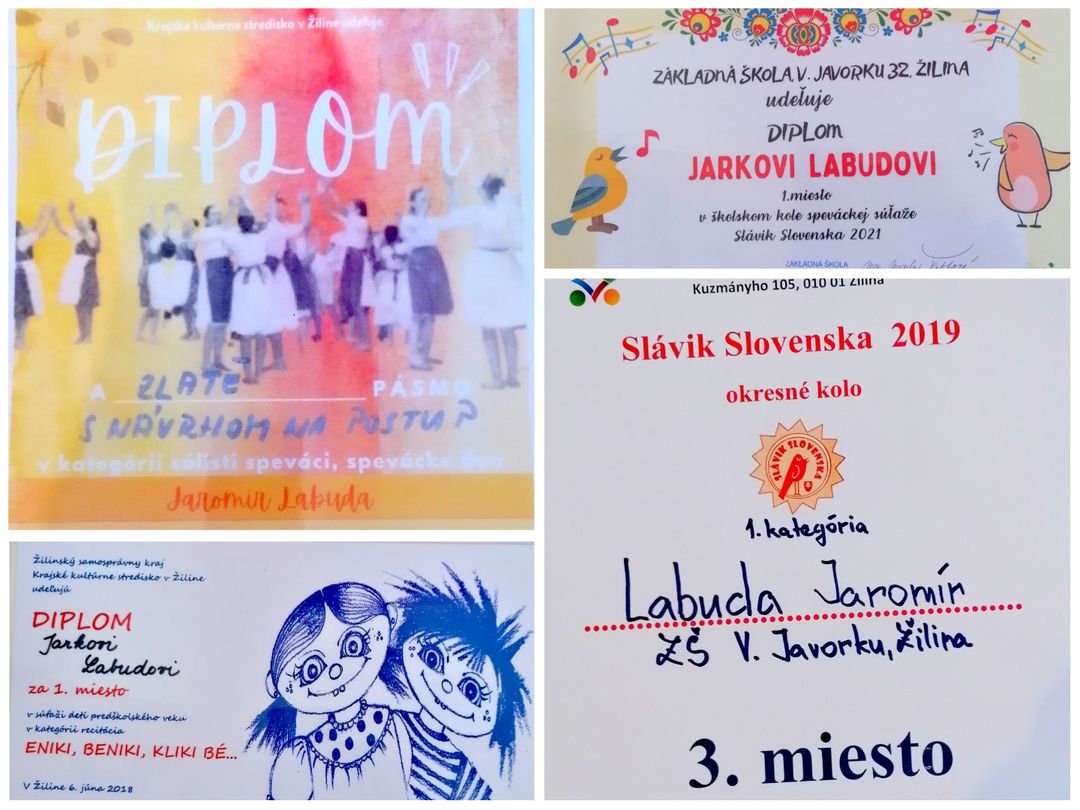 Krajské kultúrne stredisko v Žiline udeľuje
DIPLOM
A ZLATÉ PÁSMO
S NÁVRHOM NA POSTUP
v kategórii sólisti speváci, spevácke duá
Jaromír Labuda
ZÁKLADNÁ ŠKOLA, V. JAVORKU 32, ŽILINA
udeľuje
DIPLOM
JARKOVI LABUDOVI
1.miesto
v školskom kole speváckej súťaže
Slávik Slovenska 2021
ZÁKLADNÁ ŠKOLA
Žilinský samosprávny kraj
Krajské kultúrne stredisko v Žiline
udeľujú
DIPLOM
Jarkovi
Labudovi
za 1. miesto
v súťaži detí predškolského veku
v kategórii recitácia
ENIKI, BENIKI, KLIKI BÉ...
V Žiline 6. júna 2018
Kuzmányho 105, 010 01 Žilina
Slávik Slovenska 2019
okresné kolo
SLÁVIK SLOVENSKA
1. kategória
Labuda Jaromír
ZŠ V. Javorku, Žilina
3. miesto